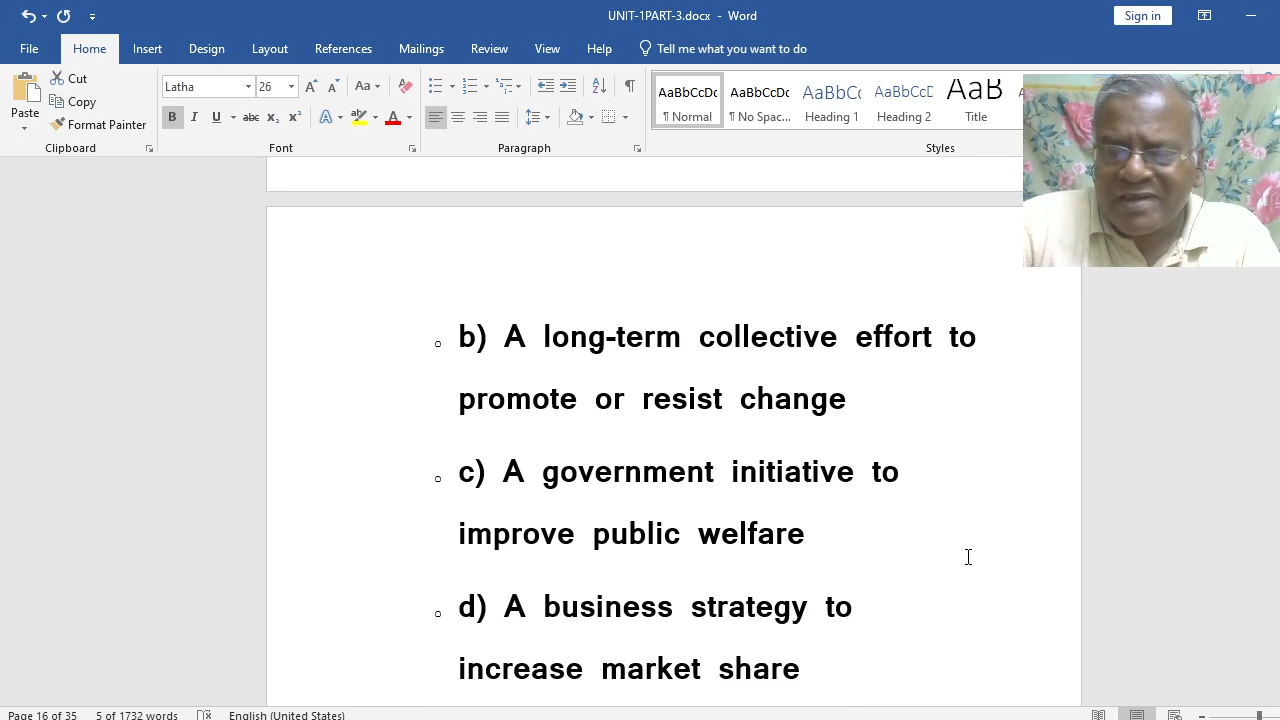 UNIT-1PART-3.docx - Word
Sign in
File Home Insert Design Layout References Mailings Review View Help Tell me what you want to do
Paste
Cut
Copy
Format Painter
Clipboard
Latha 26
Font
Paragraph
AaBbCcDc AaBbCcDc AaBbCc AaBbCcD AaB
¶ Normal ¶ No Spac... Heading 1 Heading 2 Title
Styles
b) A long-term collective effort to
promote or resist change
c) A government initiative to
improve public welfare
d) A business strategy to
increase market share
Page 16 of 35 5 of 1732 words English (United States)